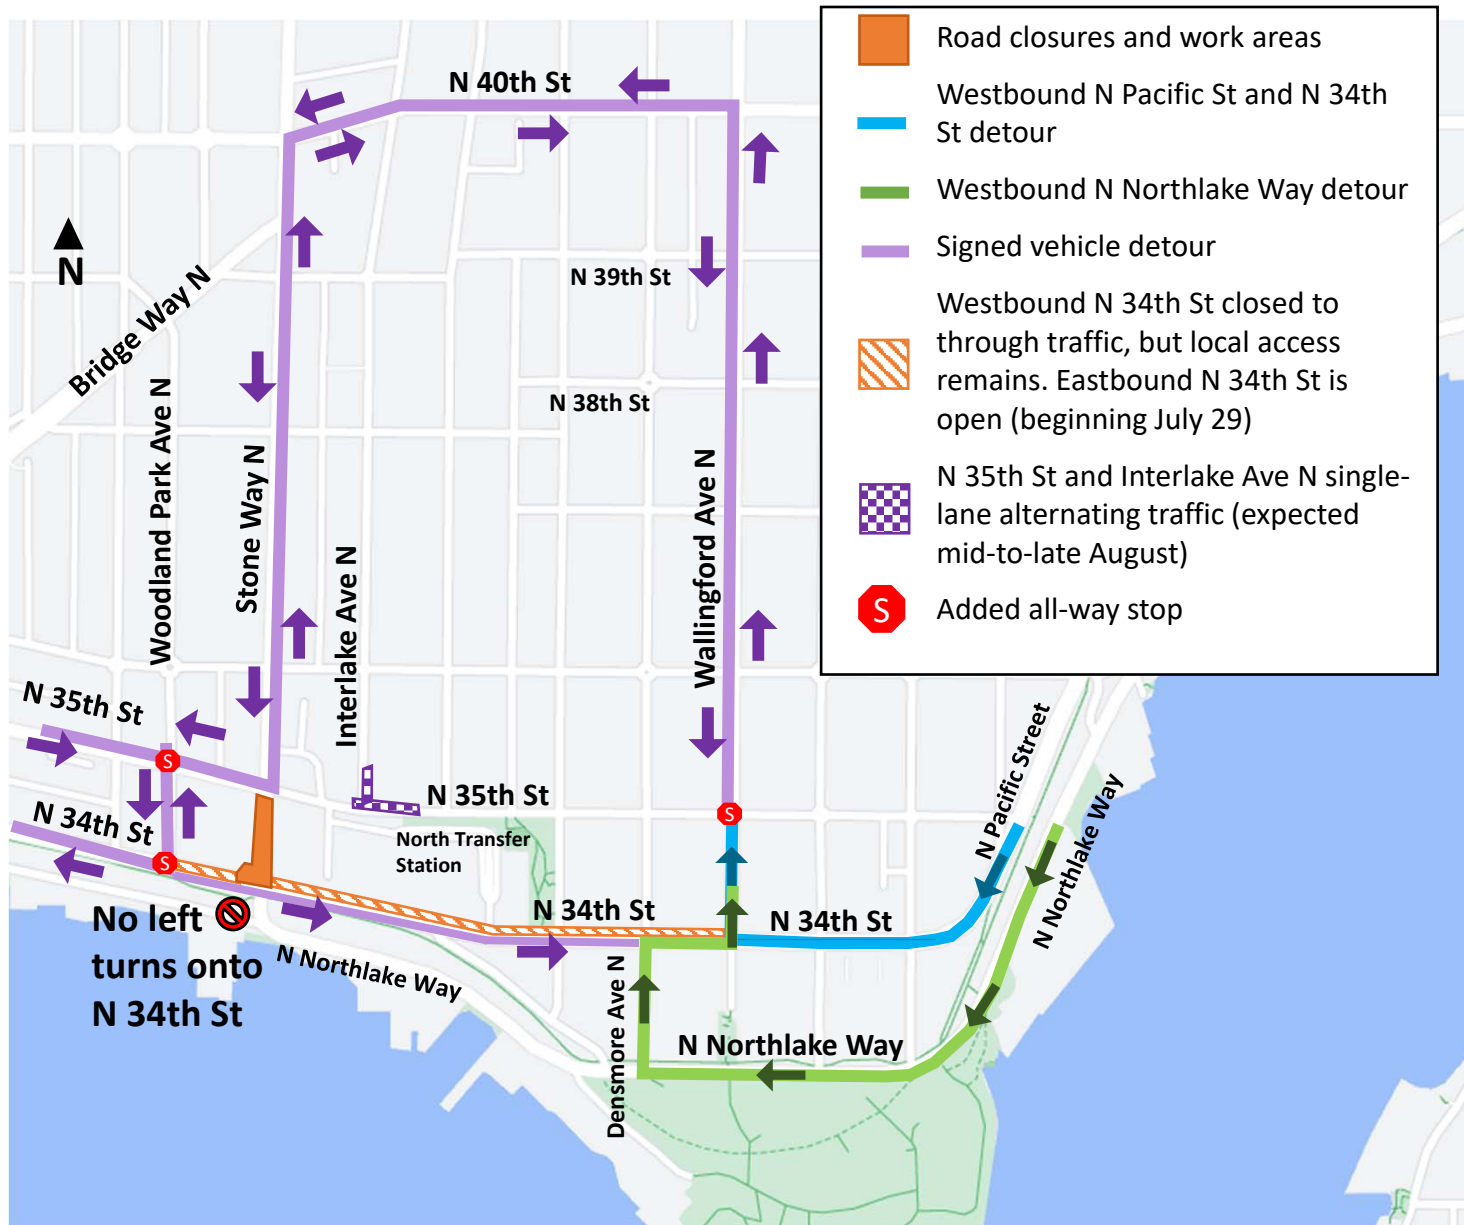 N 40th St
N
Bridge Way N
N 39th St
N 38th St
Woodland Park Ave N
Stone Way N
Interlake Ave N
Wallingford Ave N
N 35th St
S
N 34th St
S
N 35th St
North Transfer
Station
S
N Pacific Street
N Northlake Way
N 34th St
N 34th St
No left
turns onto
N 34th St
N Northlake Way
Densmore Ave N
N Northlake Way
Road closures and work areas
Westbound N Pacific St and N 34th
St detour
Westbound N Northlake Way detour
Signed vehicle detour
Westbound N 34th St closed to
through traffic, but local access
remains. Eastbound N 34th St is
open (beginning July 29)
N 35th St and Interlake Ave N single-
lane alternating traffic (expected
mid-to-late August)
S
Added all-way stop